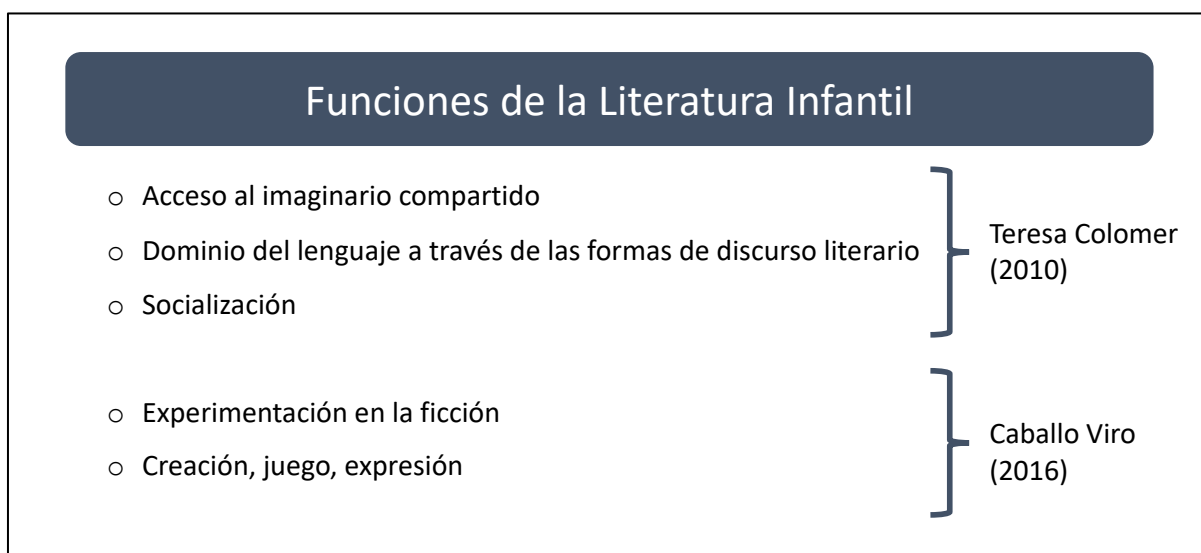 Funciones de la Literatura Infantil
o Acceso al imaginario compartido
o Dominio del lenguaje a través de las formas de discurso literario
o Socialización
Teresa Colomer
(2010)
o Experimentación en la ficción
o Creación, juego, expresión
Caballo Viro
(2016)